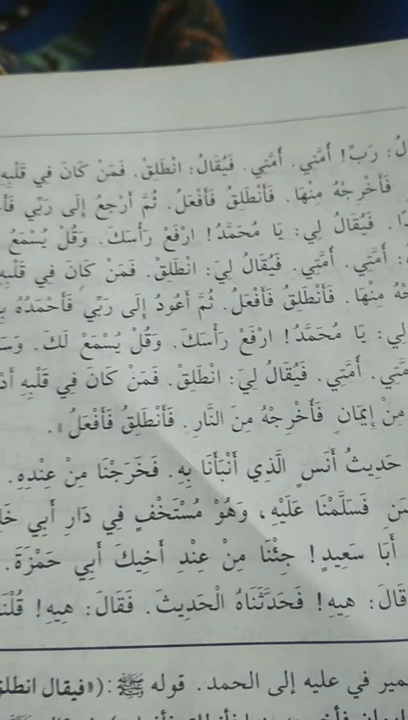 رَبِّ! أُمَّتِي. أُمَّتِي. فَيُقَالُ: انْطَلِقْ. فَمَنْ كَانَ فِي قَلْبِهِ
فَأَخْرِجْهُ مِنْهَا. فَأَنْطَلِقُ فَأَفْعَلُ. ثُمَّ أَرْجِعُ إِلَى رَبِّي
فَيُقَالُ لِي: يَا مُحَمَّدُ! ارْفَعْ رَأْسَكَ. وَقُلْ يُسْمَعْ
أُمَّتِي. أُمَّتِي. فَيُقَالُ لِيَ: انْطَلِقْ. فَمَنْ كَانَ فِي قَلْبِهِ
مِنْهَا. فَأَنْطَلِقُ فَأَفْعَلُ. ثُمَّ أَعُودُ إِلَى رَبِّي فَأَحْمَدُهُ
لِي: يَا مُحَمَّدُ! ارْفَعْ رَأْسَكَ. وَقُلْ يُسْمَعْ لَكَ.
أُمَّتِي. فَيُقَالُ لِيَ: انْطَلِقْ. فَمَنْ كَانَ فِي قَلْبِهِ
مِنْ إِيمَانٍ فَأَخْرِجْهُ مِنَ النَّارِ. فَأَنْطَلِقُ فَأَفْعَلُ».
حَدِيثُ أَنَسٍ الَّذِي أَنْبَأَنَا بِهِ. فَخَرَجْنَا مِنْ عِنْدِهِ.
فَسَلَّمْنَا عَلَيْهِ، وَهُوَ مُسْتَخْفٍ فِي دَارِ أَبِي
أَبَا سَعِيدٍ! جِئْنَا مِنْ عِنْدِ أَخِيكَ أَبِي حَمْزَةَ.
قَالَ: هِيهِ! فَحَدَّثْنَاهُ الْحَدِيثَ. فَقَالَ: هِيهِ! قُلْنَا
في عليه إلى الحمد. قوله ﷺ: («فيقال انطلق